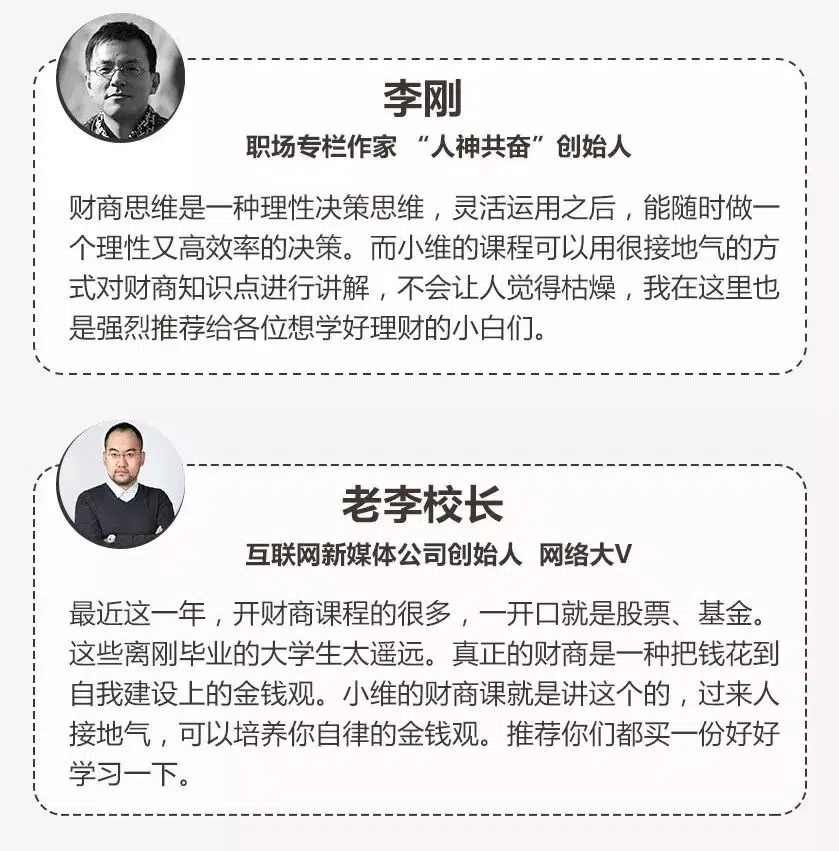 李刚
职场专栏作家 “人神共奋”创始人
财商思维是一种理性决策思维，灵活运用之后，能随时做一
个理性又高效率的决策。而小维的课程可以用很接地气的方
式对财商知识点进行讲解，不会让人觉得枯燥，我在这里也
是强烈推荐给各位想学好理财的小白们。
老李校长
互联网新媒体公司创始人 网络大V
最近这一年，开财商课程的很多，一开口就是股票、基金。
这些离刚毕业的大学生太遥远。真正的财商是一种把钱花到
自我建设上的金钱观。小维的财商课就是讲这个的，过来人
接地气，可以培养你自律的金钱观。推荐你们都买一份好好
学习一下。